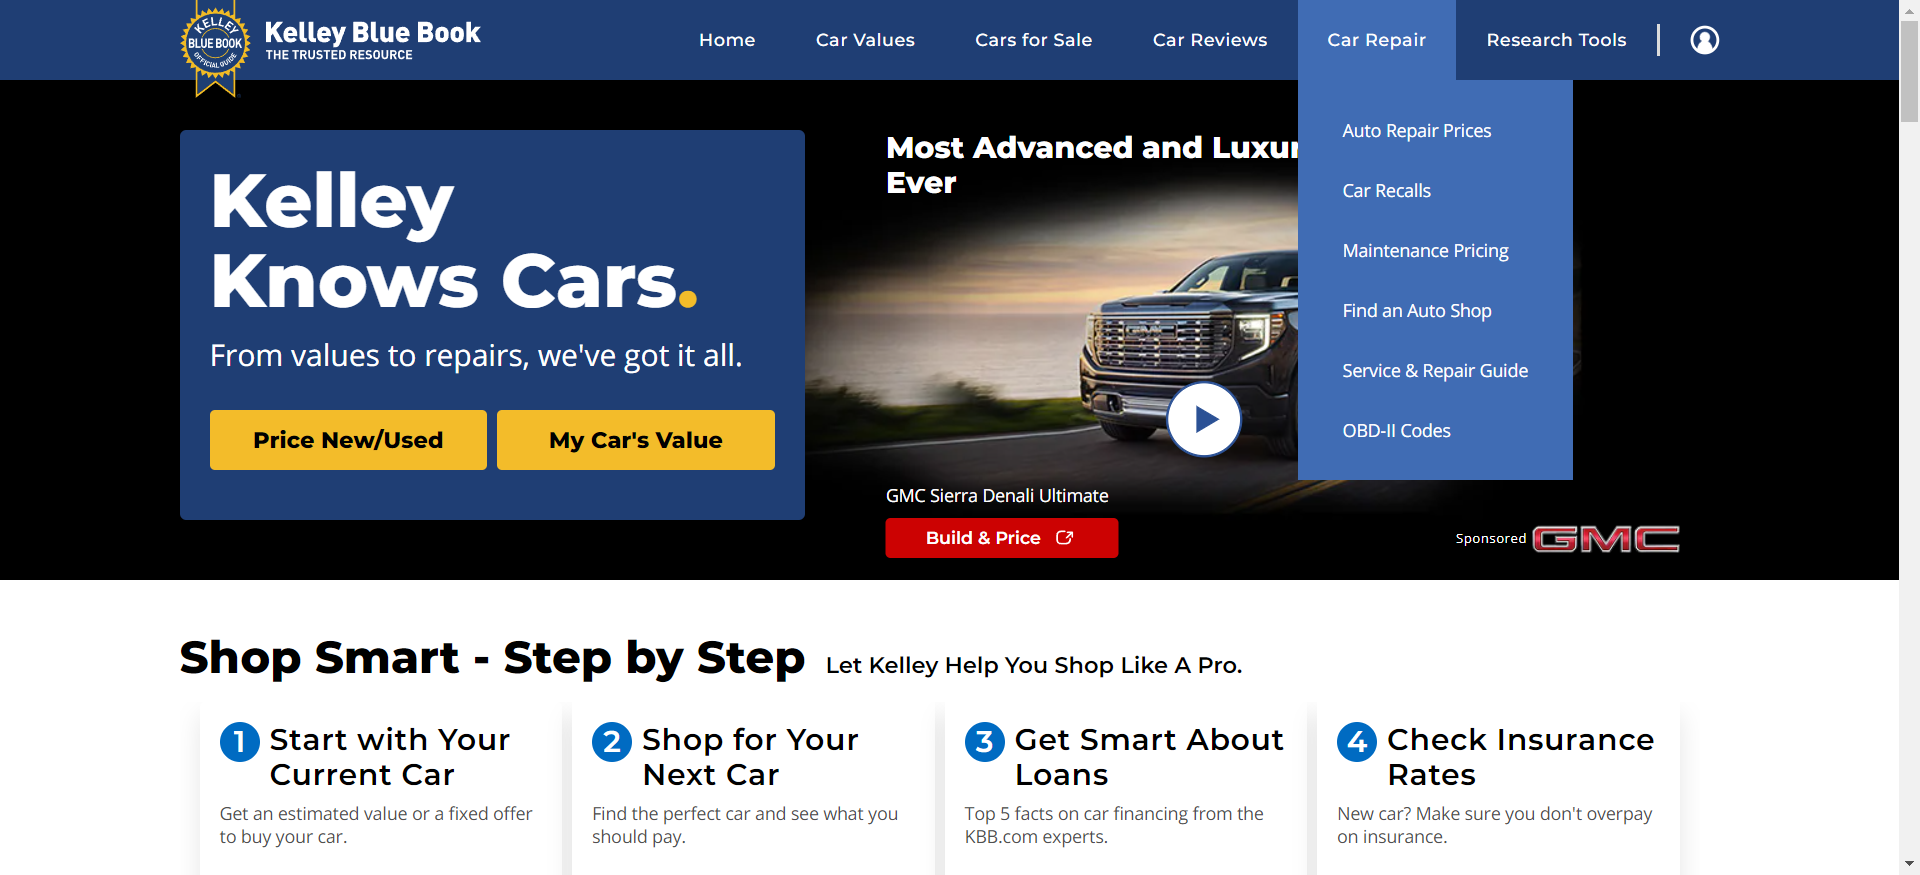 KELLEY
BLUE BOOK
OFFICIAL GUIDE
Kelley Blue Book
THE TRUSTED RESOURCE
Home
Car Values
Cars for Sale
Car Reviews
Car Repair
Research Tools
Auto Repair Prices
Car Recalls
Maintenance Pricing
Find an Auto Shop
Service & Repair Guide
OBD-II Codes
Kelley
Knows Cars.
From values to repairs, we've got it all.
Price New/Used
My Car's Value
Most Advanced and Luxur
Ever
GMC
GMC Sierra Denali Ultimate
Build & Price
Sponsored GMC
Shop Smart - Step by Step Let Kelley Help You Shop Like A Pro.
1 Start with Your
Current Car
Get an estimated value or a fixed offer
to buy your car.
2 Shop for Your
Next Car
Find the perfect car and see what you
should pay.
3 Get Smart About
Loans
Top 5 facts on car financing from the
KBB.com experts.
4 Check Insurance
Rates
New car? Make sure you don't overpay
on insurance.